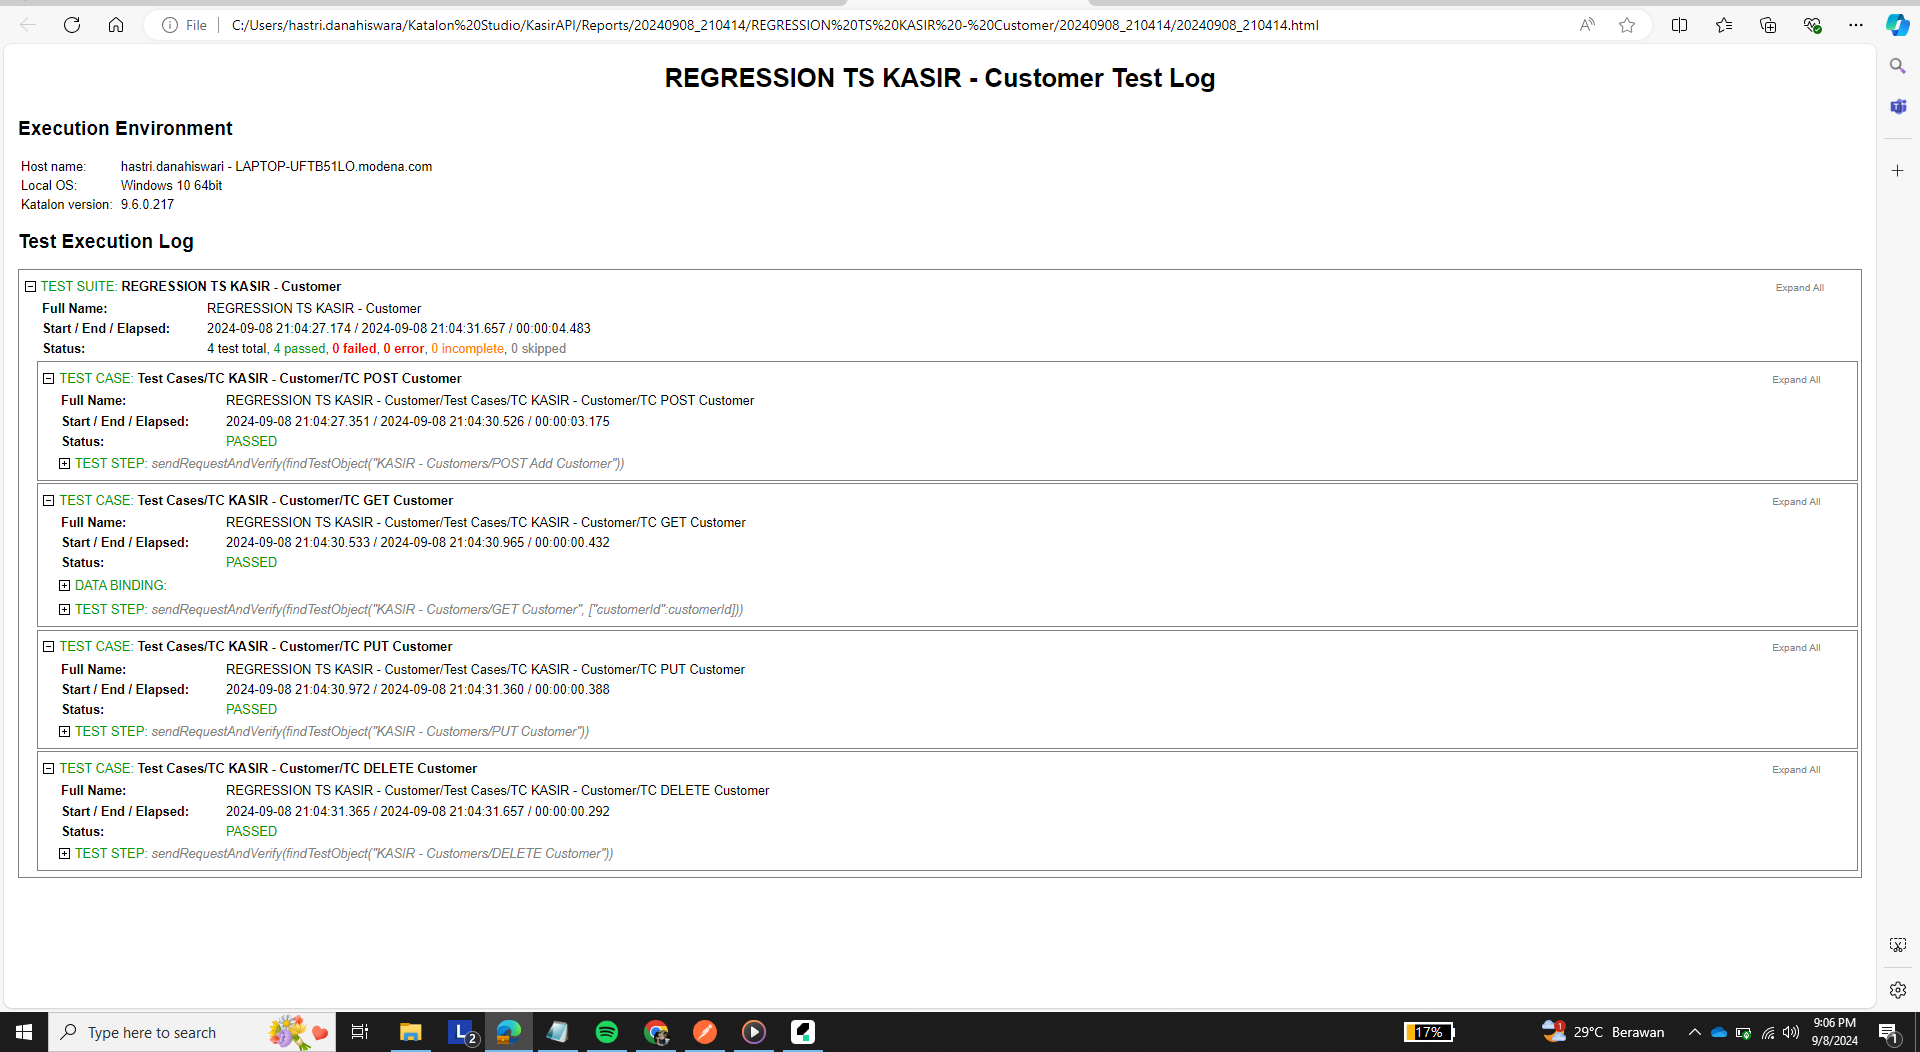 File
C:/Users/hastri.danahiswara/Katalon%20Studio/KasirAPI/Reports/20240908_210414/REGRESSION%20TS%20KASIR%20-%20Customer/20240908_210414/20240908_210414.html
REGRESSION TS KASIR - Customer Test Log
Execution Environment
Host name: hastri.danahiswari - LAPTOP-UFTB51LO.modena.com
Local OS: Windows 10 64bit
Katalon version: 9.6.0.217
Test Execution Log
TEST SUITE: REGRESSION TS KASIR - Customer Expand All
Full Name: REGRESSION TS KASIR - Customer
Start / End / Elapsed: 2024-09-08 21:04:27.174 / 2024-09-08 21:04:31.657 / 00:00:04.483
Status: 4 test total, 4 passed, 0 failed, 0 error, 0 incomplete, 0 skipped
TEST CASE: Test Cases/TC KASIR - Customer/TC POST Customer Expand All
Full Name: REGRESSION TS KASIR - Customer/Test Cases/TC KASIR - Customer/TC POST Customer
Start / End / Elapsed: 2024-09-08 21:04:27.351 / 2024-09-08 21:04:30.526 / 00:00:03.175
Status: PASSED
TEST STEP: sendRequestAndVerify(findTestObject("KASIR - Customers/POST Add Customer"))
TEST CASE: Test Cases/TC KASIR - Customer/TC GET Customer Expand All
Full Name: REGRESSION TS KASIR - Customer/Test Cases/TC KASIR - Customer/TC GET Customer
Start / End / Elapsed: 2024-09-08 21:04:30.533 / 2024-09-08 21:04:30.965 / 00:00:00.432
Status: PASSED
DATA BINDING:
TEST STEP: sendRequestAndVerify(findTestObject("KASIR - Customers/GET Customer", ["customerId":customerId]))
TEST CASE: Test Cases/TC KASIR - Customer/TC PUT Customer Expand All
Full Name: REGRESSION TS KASIR - Customer/Test Cases/TC KASIR - Customer/TC PUT Customer
Start / End / Elapsed: 2024-09-08 21:04:30.972 / 2024-09-08 21:04:31.360 / 00:00:00.388
Status: PASSED
TEST STEP: sendRequestAndVerify(findTestObject("KASIR - Customers/PUT Customer"))
TEST CASE: Test Cases/TC KASIR - Customer/TC DELETE Customer Expand All
Full Name: REGRESSION TS KASIR - Customer/Test Cases/TC KASIR - Customer/TC DELETE Customer
Start / End / Elapsed: 2024-09-08 21:04:31.365 / 2024-09-08 21:04:31.657 / 00:00:00.292
Status: PASSED
TEST STEP: sendRequestAndVerify(findTestObject("KASIR - Customers/DELETE Customer"))
Type here to search
L 2
17%
1 29°C Berawan
9:06 PM
9/8/2024
1